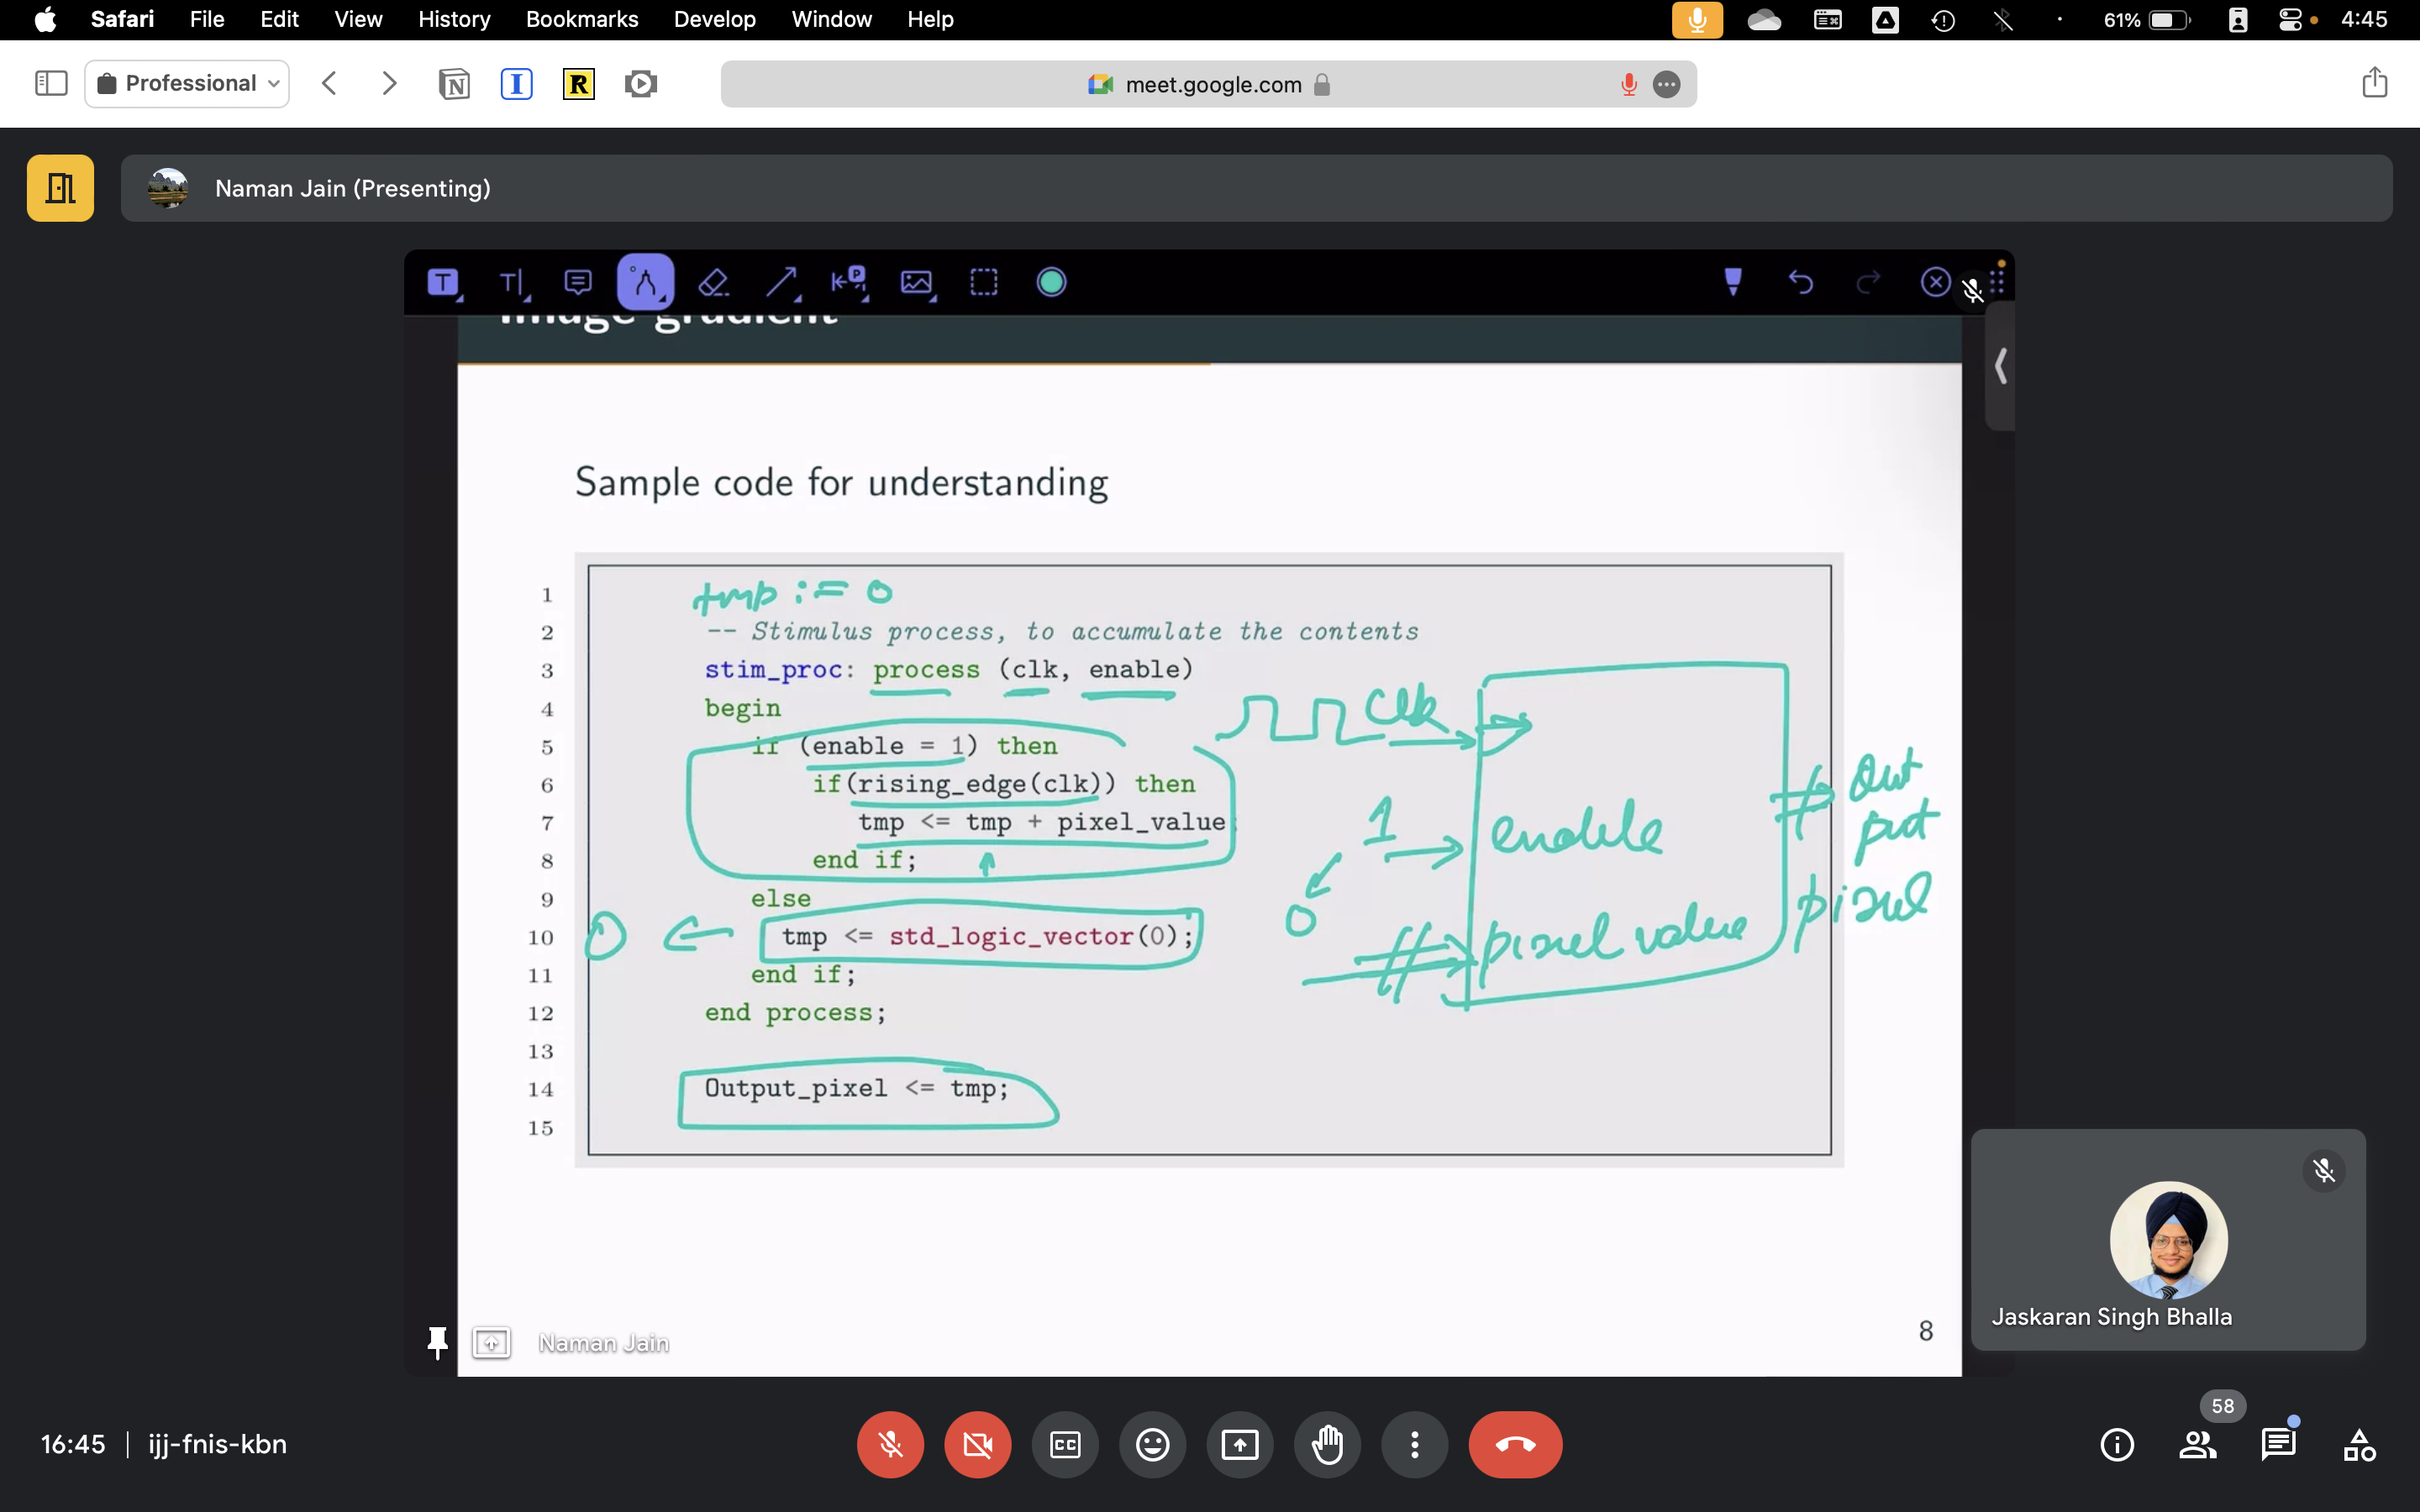 Safari File Edit View History Bookmarks Develop Window Help 61% 4:45
Professional meet.google.com
Naman Jain (Presenting)
Image gradient
Sample code for understanding
1 tmp := 0
2 -- Stimulus process, to accumulate the contents
3 stim_proc: process (clk, enable)
4 begin
5 if (enable = 1) then
6 if(rising_edge(clk)) then
7 tmp <= tmp + pixel_value
8 end if;
9 else
10 tmp <= std_logic_vector(0);
11 end if;
12 end process;
13
14 Output_pixel <= tmp;
15
0
clk
1
0
enable
pixel value
Out
put
pixel
Naman Jain
8
Jaskaran Singh Bhalla
16:45 | ijj-fnis-kbn
CC
58